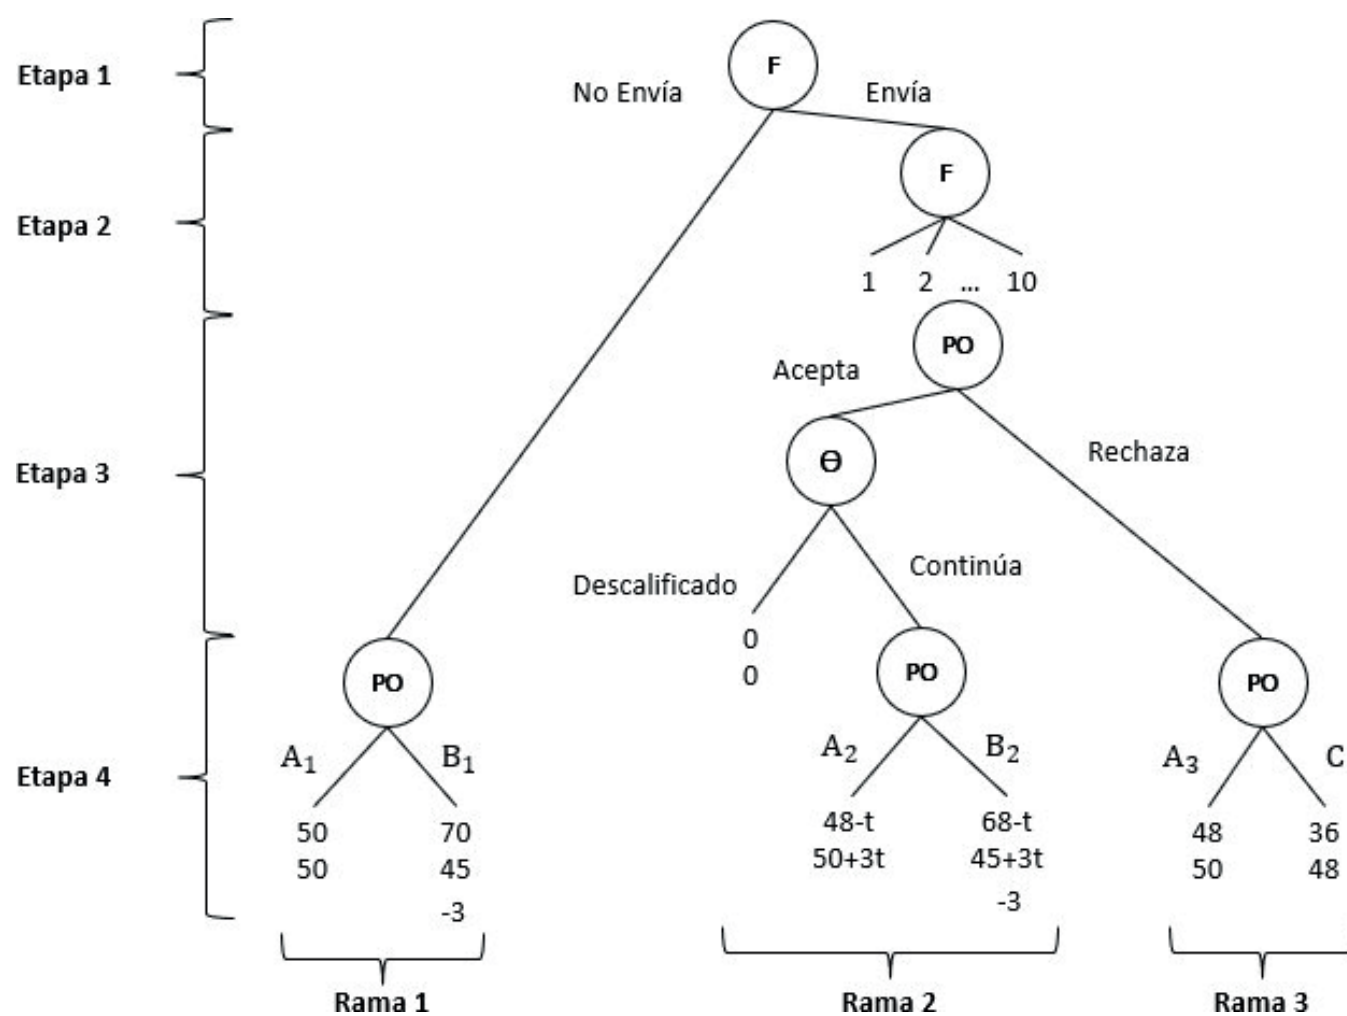 F
Etapa 1
No Envía
Envía
F
Etapa 2
1 2 ... 10
PO
Acepta
Rechaza
Etapa 3
Ɵ
Continúa
Descalificado
0
0
PO
PO
PO
A₁ B₁
A₂ B₂
A₃ C
Etapa 4
50 70
50 45
-3
48-t 68-t
50+3t 45+3t
-3
48 36
50 48
Rama 1
Rama 2
Rama 3